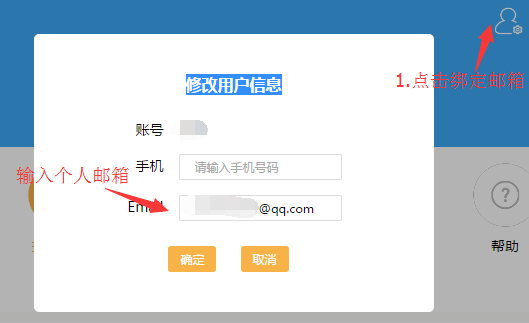 1.点击绑定邮箱
修改用户信息
账号
手机 请输入手机号码
输入个人邮箱
Email @qq.com
确定 取消
帮助